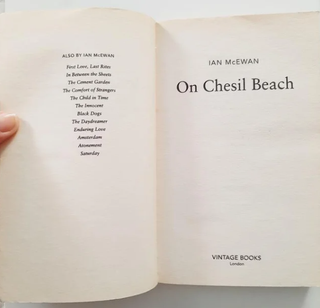 ALSO BY IAN McEWAN
First Love, Last Rites
In Between the Sheets
The Cement Garden
The Comfort of Strangers
The Child in Time
The Innocent
Black Dogs
The Daydreamer
Enduring Love
Amsterdam
Atonement
Saturday
IAN McEWAN
On Chesil Beach
VINTAGE BOOKS
London